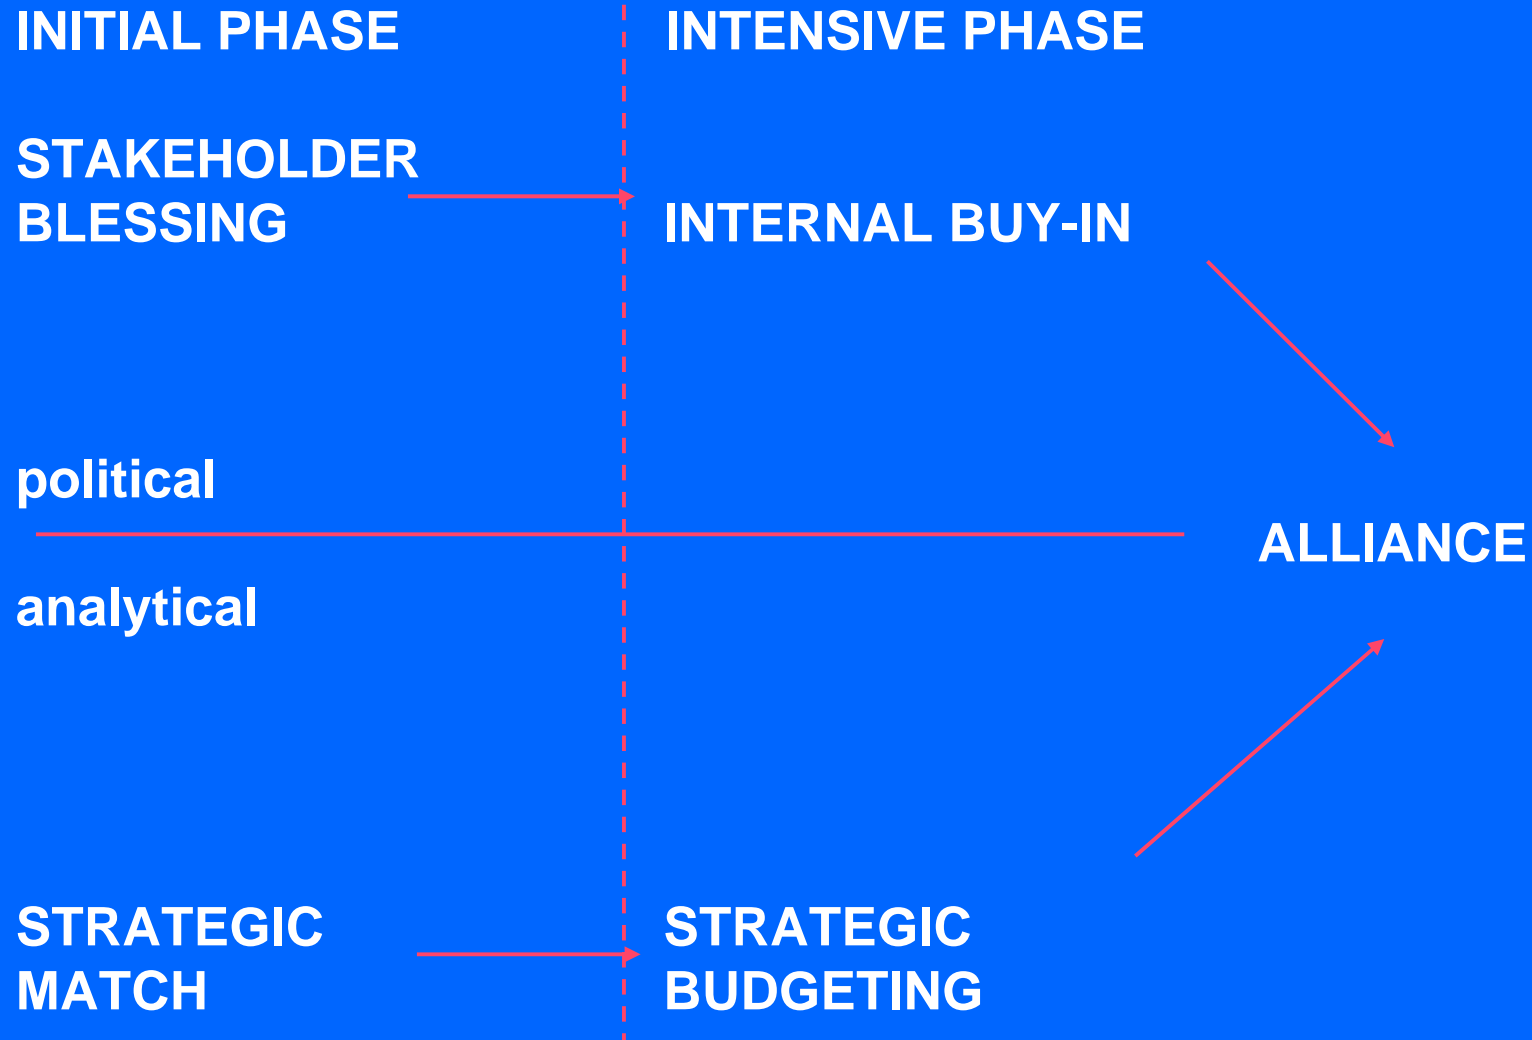 INITIAL PHASE
INTENSIVE PHASE
STAKEHOLDER
BLESSING
INTERNAL BUY-IN
political
ALLIANCE
analytical
STRATEGIC
MATCH
STRATEGIC
BUDGETING